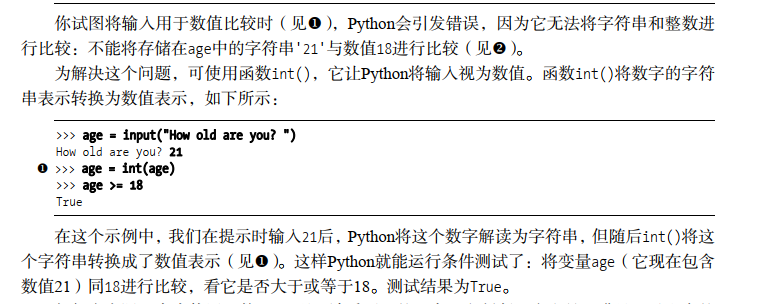 你试图将输入用于数值比较时（见❶），Python会引发错误，因为它无法将字符串和整数进
行比较：不能将存储在age中的字符串'21'与数值18进行比较（见❷）。
为解决这个问题，可使用函数int()，它让Python将输入视为数值。函数int()将数字的字符
串表示转换为数值表示，如下所示：
>>> age = input("How old are you? ")
How old are you? 21
❶ >>> age = int(age)
>>> age >= 18
True
在这个示例中，我们在提示时输入21后，Python将这个数字解读为字符串，但随后int()将这
个字符串转换成了数值表示（见❶）。这样Python就能运行条件测试了：将变量age（它现在包含
数值21）同18进行比较，看它是否大于或等于18。测试结果为True。